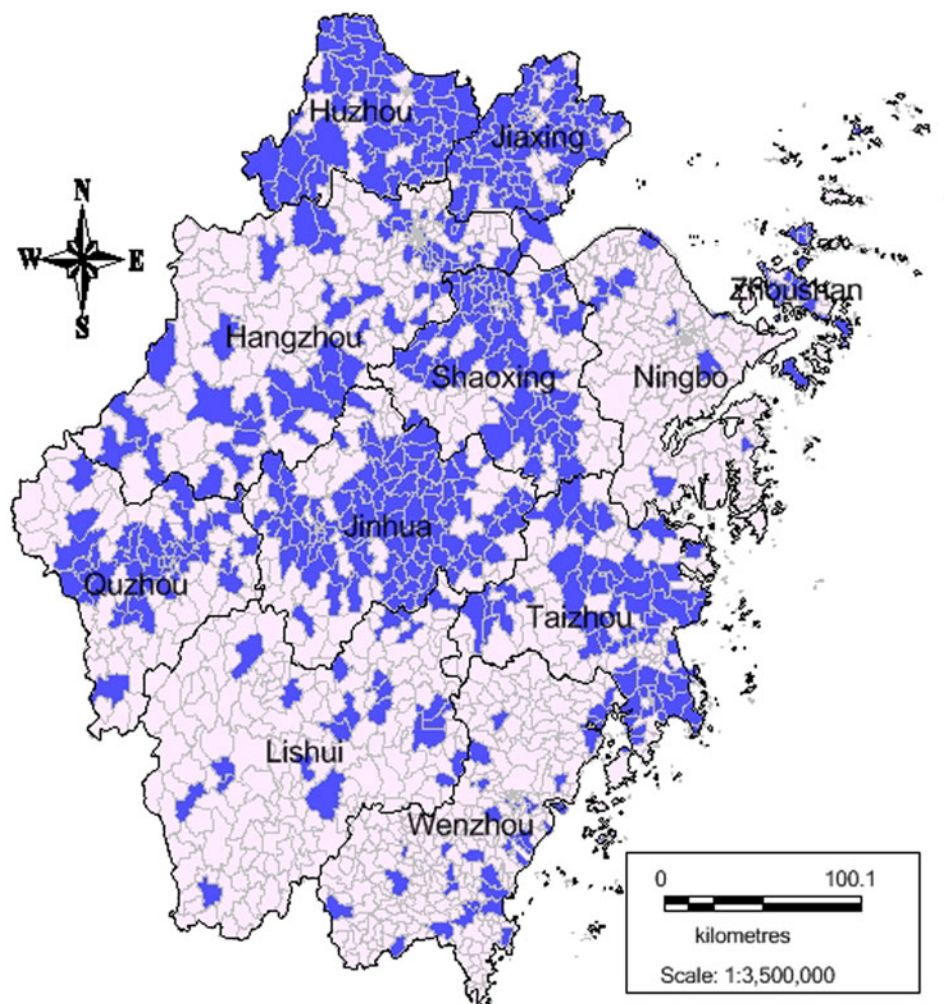 Huzhou
Jiaxing
N
W E
S
Zhoushan
Hangzhou
Shaoxing
Ningbo
Jinhua
Quzhou
Taizhou
Lishui
Wenzhou
0 100.1
kilometres
Scale: 1:3,500,000